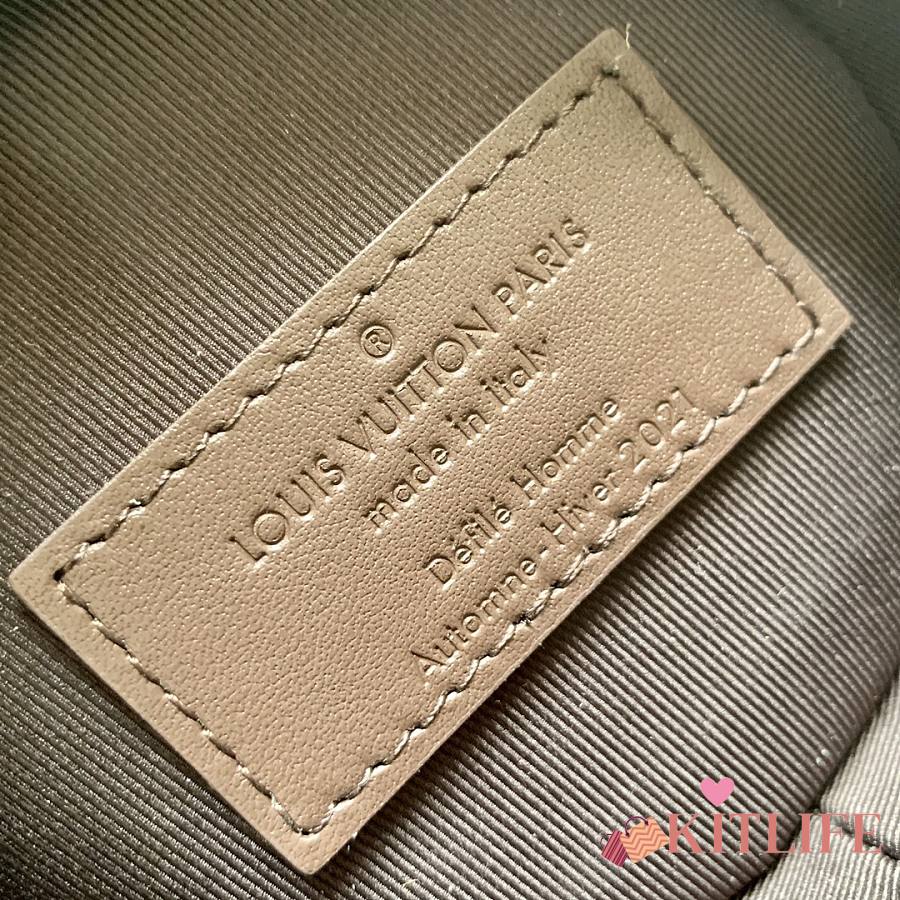 ®
LOUIS VUITTON PARIS
made in italy
Défilé Homme
Automne-Hiver 2021
KITLIFE